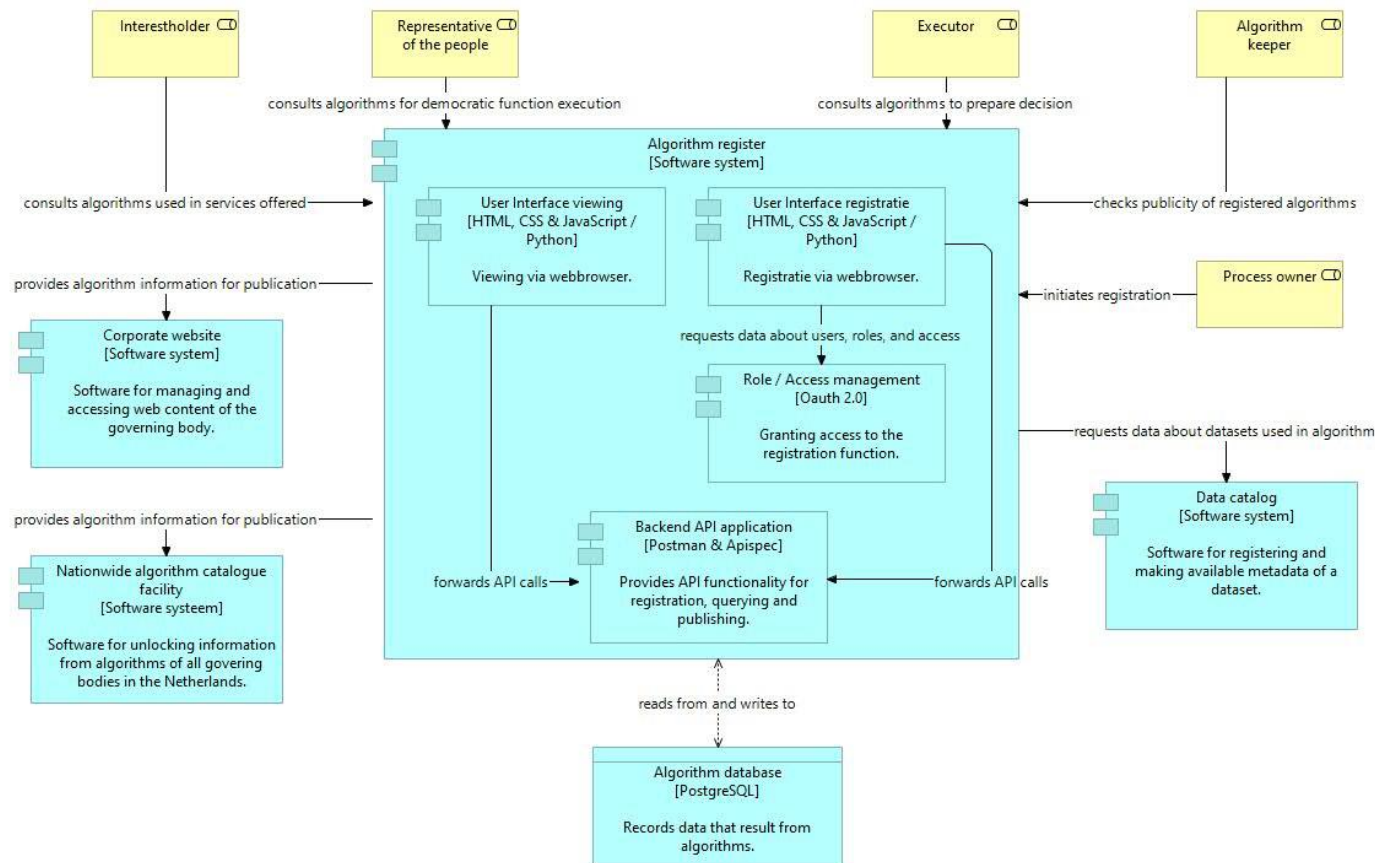 Interestholder
Representative
of the people
Executor
Algorithm
keeper
consults algorithms for democratic function execution
consults algorithms to prepare decision
Algorithm register
[Software system]
consults algorithms used in services offered
User Interface viewing
[HTML, CSS & JavaScript /
Python]
Viewing via webbrowser.
User Interface registratie
[HTML, CSS & JavaScript /
Python]
Registratie via webbrowser.
checks publicity of registered algorithms
Process owner
initiates registration
provides algorithm information for publication
Corporate website
[Software system]
Software for managing and
accessing web content of the
governing body.
requests data about users, roles, and access
Role / Access management
[Oauth 2.0]
Granting access to the
registration function.
requests data about datasets used in algorithm
Data catalog
[Software system]
Software for registering and
making available metadata of a
dataset.
provides algorithm information for publication
Nationwide algorithm catalogue
facility
[Software systeem]
Software for unlocking information
from algorithms of all govering
bodies in the Netherlands.
forwards API calls
Backend API application
[Postman & Apispec]
Provides API functionality for
registration, querying and
publishing.
forwards API calls
reads from and writes to
Algorithm database
[PostgreSQL]
Records data that result from
algorithms.